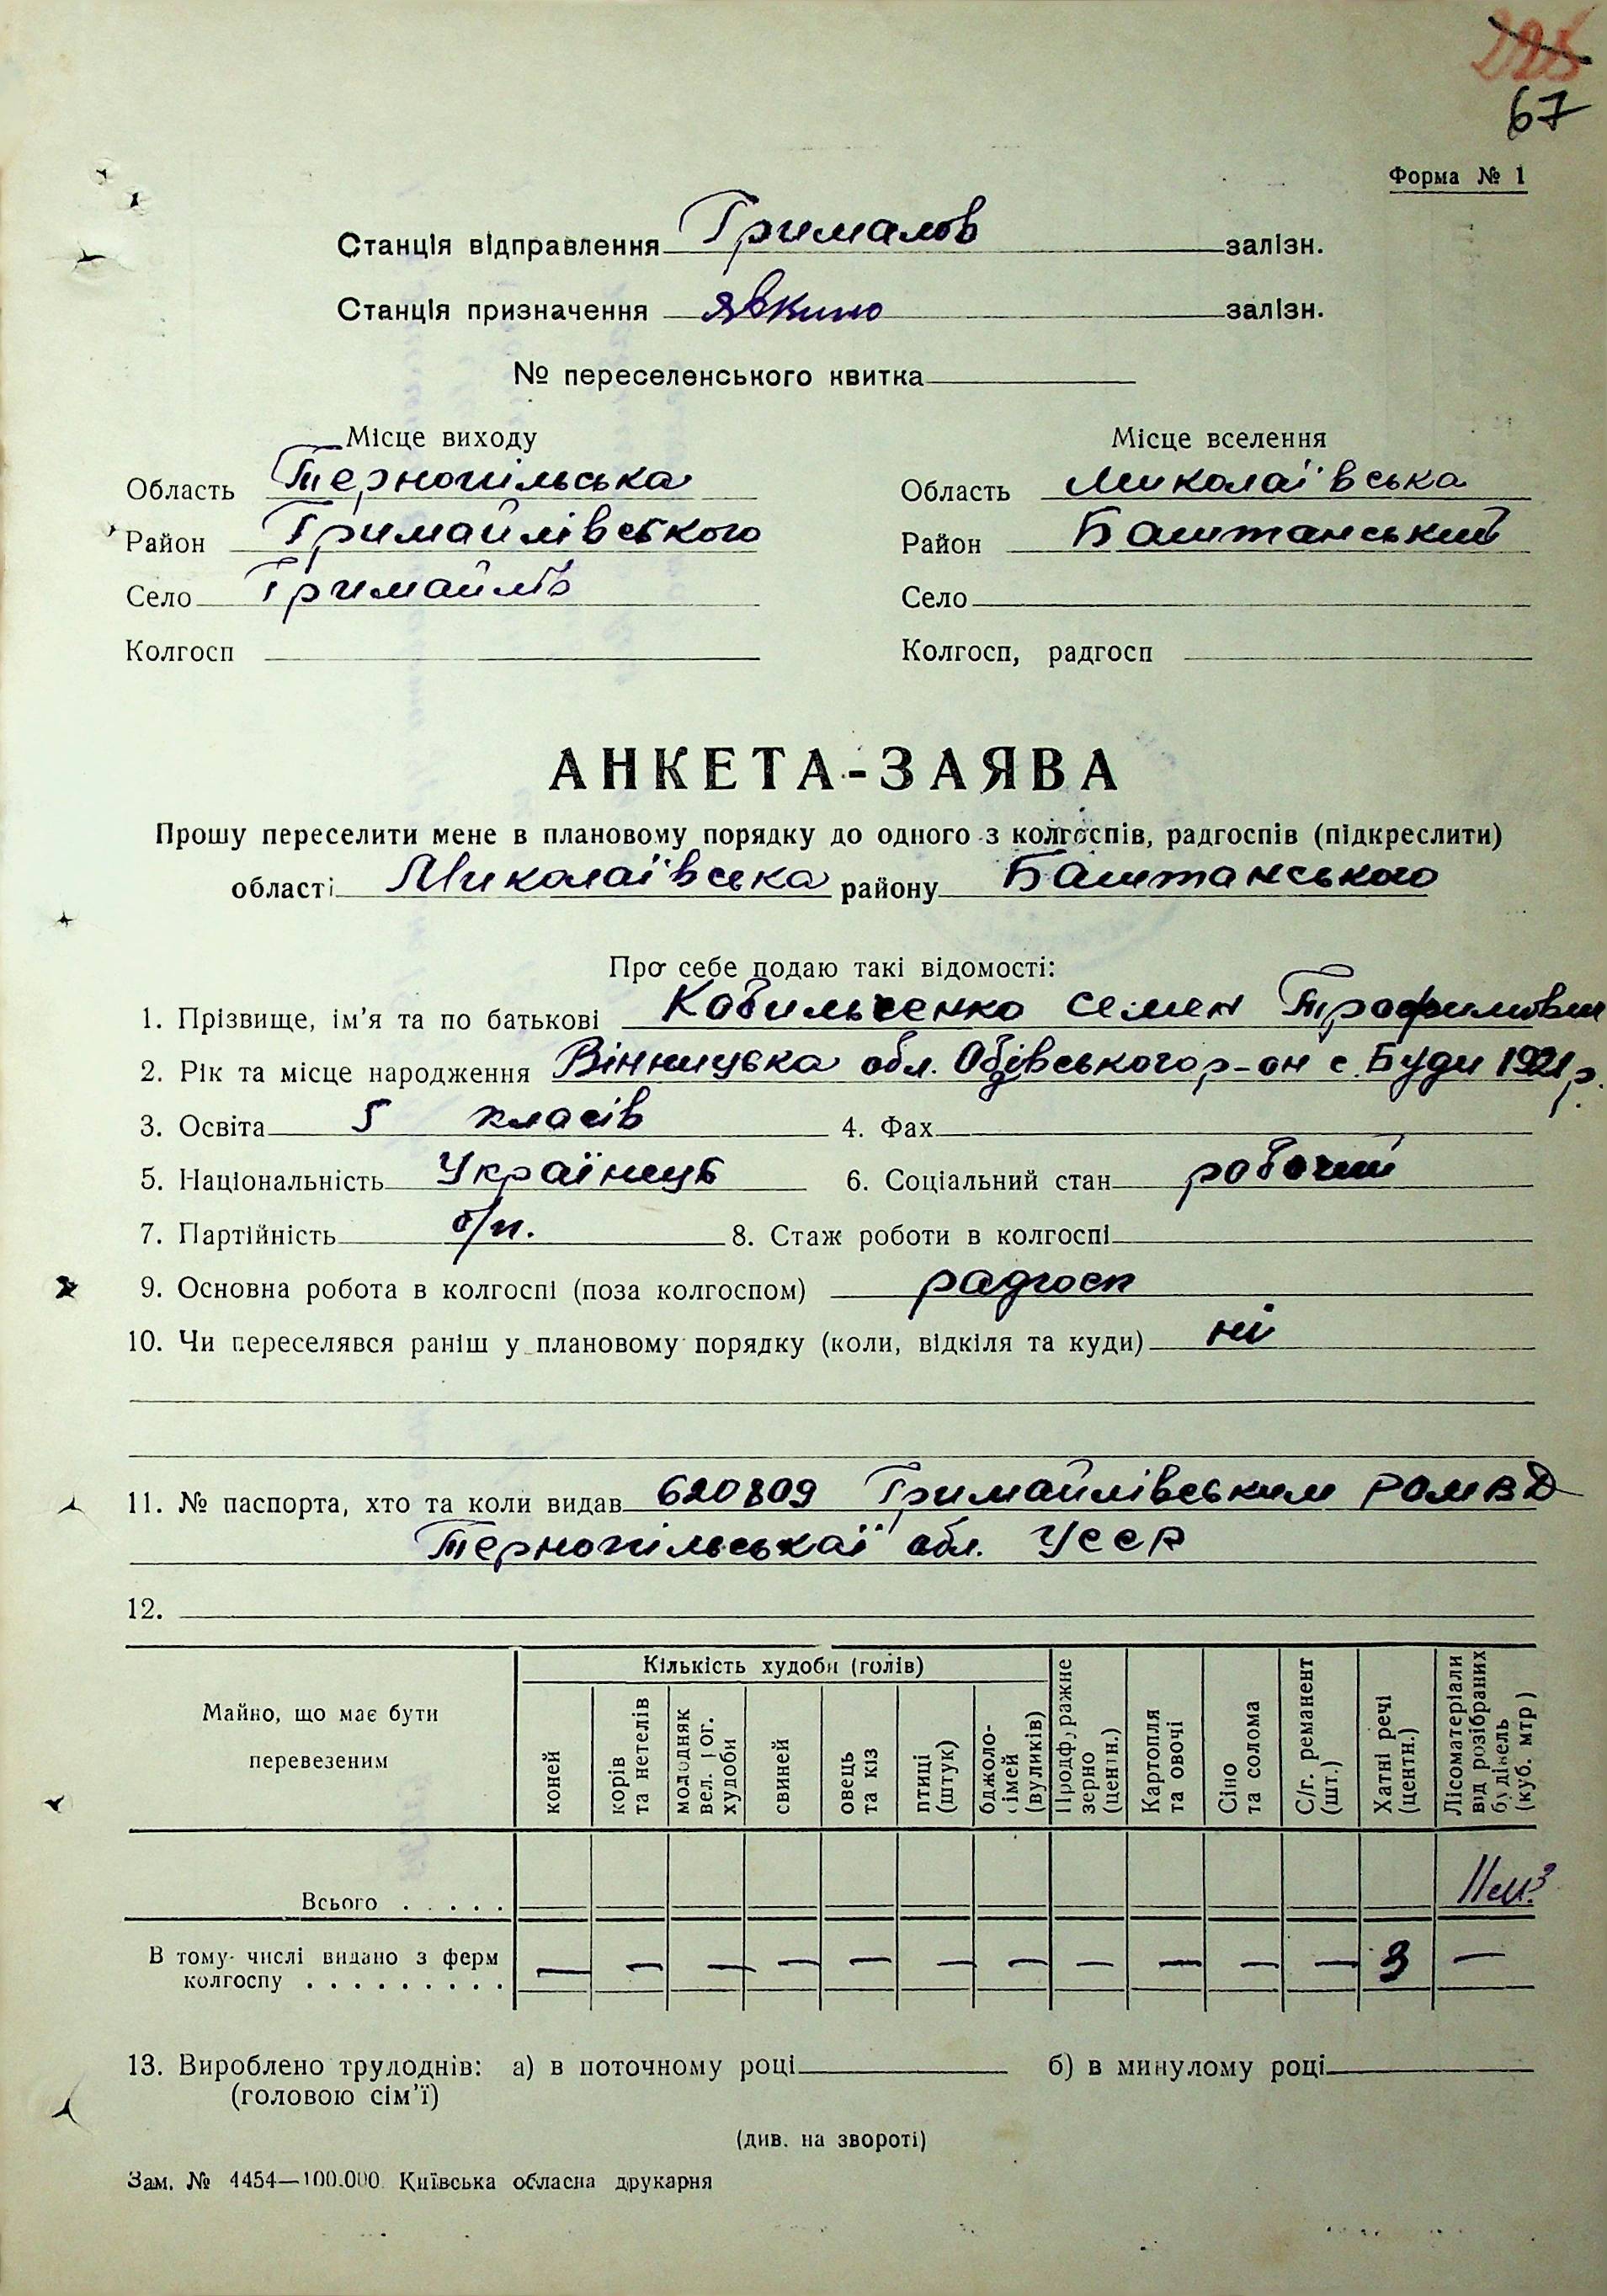 225
67
Форма № 1
Станція відправлення Грималов залізн.
Станція призначення явкино залізн.
№ переселенського квитка
Місце виходу
Місце вселення
Область Тернопільська
Область Миколаївська
Район Гримайлівського
Район Баштанський
Село Гримайлів
Село
Колгосп
Колгосп, радгосп
АНКЕТА-ЗАЯВА
Прошу переселити мене в плановому порядку до одного з колгоспів, радгоспів (підкреслити)
області Миколаївська району Баштанського
Про себе подаю такі відомості:
1. Прізвище, ім’я та по батькові Кобильченко Семен Трофимович
2. Рік та місце народження Вінницька обл. р-он с. Буди 1921 р.
3. Освіта 5 класів 4. Фах
5. Національність Українець 6. Соціальний стан робочий
7. Партійність б/п. 8. Стаж роботи в колгоспі
9. Основна робота в колгоспі (поза колгоспом) радгосп
10. Чи переселявся раніш у плановому порядку (коли, відкіля та куди) ні
11. № паспорта, хто та коли видав 620809 Гримайлівським РОМВД
Тернопільської обл. УССР
12.
Майно, що має бути перевезеним
Кількість худоби (голів)
коней
корів та нетелів
молодняк вел. рог. худоби
свиней
овець та кіз
птиці (штук)
бджоло-сімей (вуликів)
Продфуражне зерно (центн.)
Картопля та овочі
Сіно та солома
С/г. реманент (шт.)
Хатні речі (центн.)
Лісоматеріали від розібраних будівель (куб. мтр)
Всього . . . . . 11 м³
В тому числі видано з ферм
колгоспу . . . . . . . . . — — — — — — — — — — — 3 —
13. Вироблено трудоднів: а) в поточному році б) в минулому році
(головою сім’ї)
(див. на звороті)
Зам. № 4454—100.000 Київська обласна друкарня